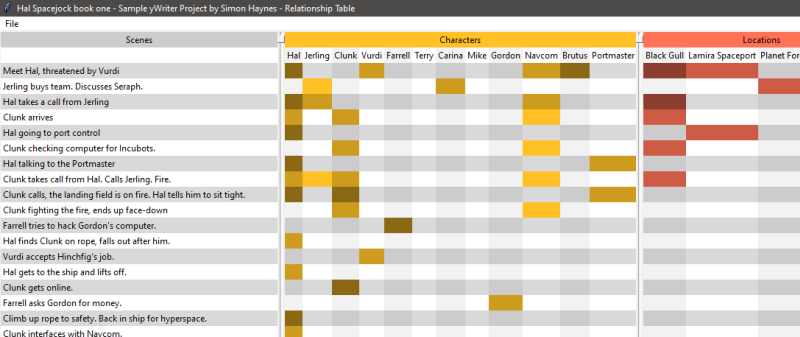 Hal Spacejock book one - Sample yWriter Project by Simon Haynes - Relationship Table
File
Scenes Characters Locations
Hal Jerling Clunk Vurdi Farrell Terry Carina Mike Gordon Navcom Brutus Portmaster Black Gull Lamira Spaceport Planet For
Meet Hal, threatened by Vurdi
Jerling buys team. Discusses Seraph.
Hal takes a call from Jerling
Clunk arrives
Hal going to port control
Clunk checking computer for Incubots.
Hal talking to the Portmaster
Clunk takes call from Hal. Calls Jerling. Fire.
Clunk calls, the landing field is on fire. Hal tells him to sit tight.
Clunk fighting the fire, ends up face-down
Farrell tries to hack Gordon's computer.
Hal finds Clunk on rope, falls out after him.
Vurdi accepts Hinchfig's job.
Hal gets to the ship and lifts off.
Clunk gets online.
Farrell asks Gordon for money.
Climb up rope to safety. Back in ship for hyperspace.
Clunk interfaces with Navcom.